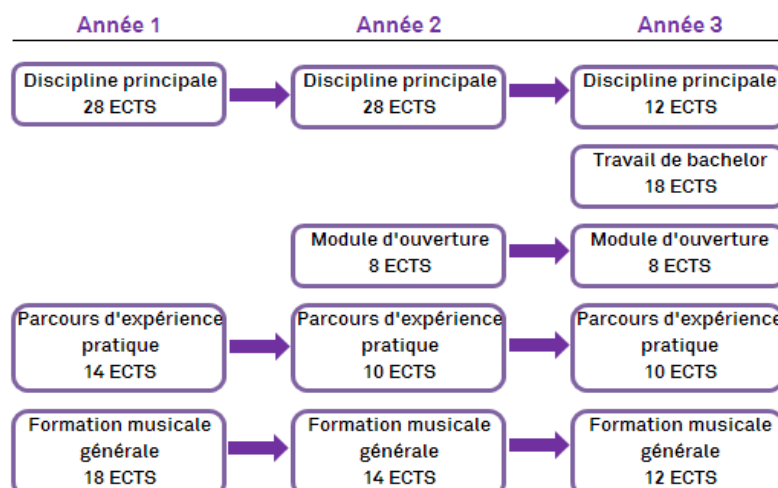 Année 1
Année 2
Année 3
Discipline principale
28 ECTS
Discipline principale
28 ECTS
Discipline principale
12 ECTS
Travail de bachelor
18 ECTS
Module d'ouverture
8 ECTS
Module d'ouverture
8 ECTS
Parcours d'expérience
pratique
14 ECTS
Parcours d'expérience
pratique
10 ECTS
Parcours d'expérience
pratique
10 ECTS
Formation musicale
générale
18 ECTS
Formation musicale
générale
14 ECTS
Formation musicale
générale
12 ECTS